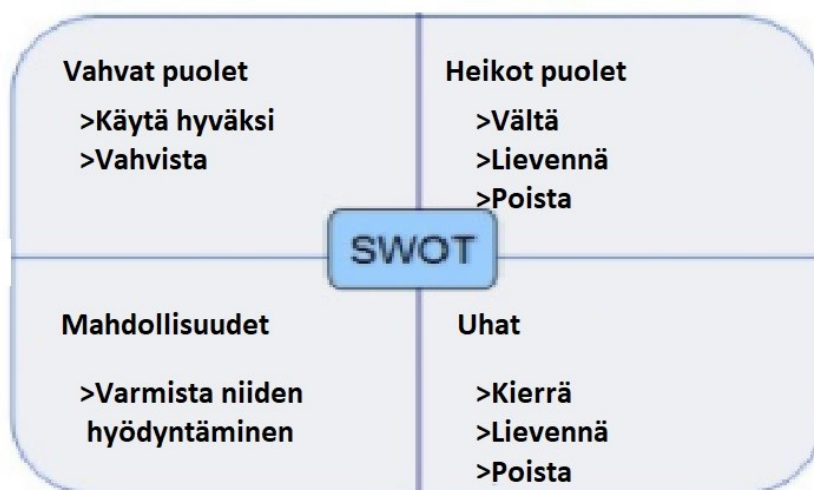 Vahvat puolet
>Käytä hyväksi
>Vahvista
Heikot puolet
>Vältä
>Lievennä
>Poista
SWOT
Mahdollisuudet
>Varmista niiden
hyödyntäminen
Uhat
>Kierrä
>Lievennä
>Poista